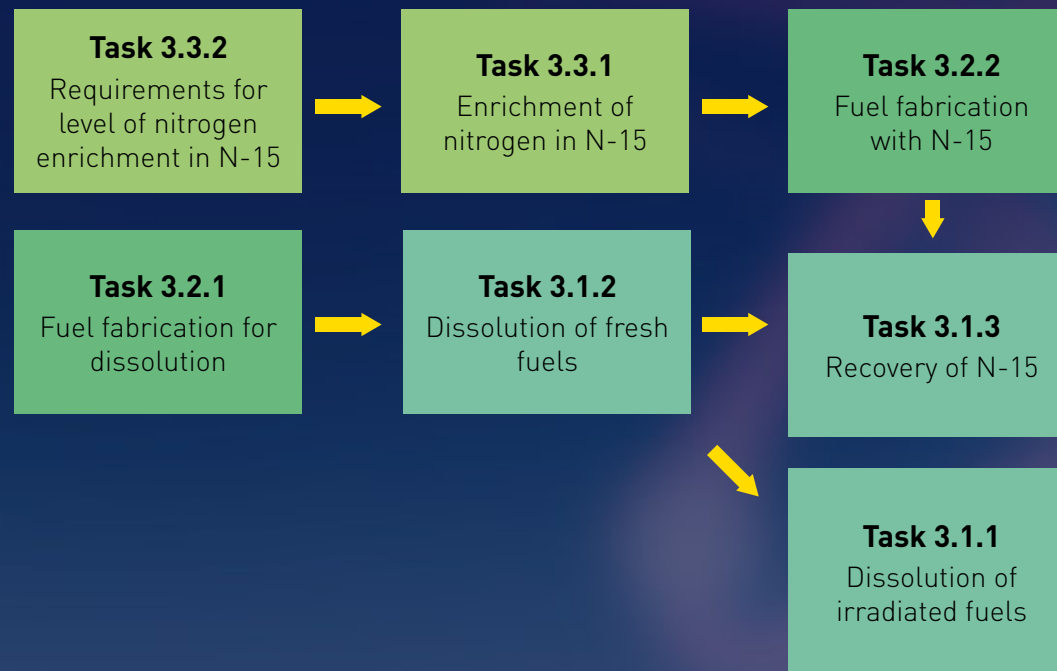 Task 3.3.2
Requirements for
level of nitrogen
enrichment in N-15
Task 3.3.1
Enrichment of
nitrogen in N-15
Task 3.2.2
Fuel fabrication
with N-15
Task 3.2.1
Fuel fabrication for
dissolution
Task 3.1.2
Dissolution of fresh
fuels
Task 3.1.3
Recovery of N-15
Task 3.1.1
Dissolution of
irradiated fuels